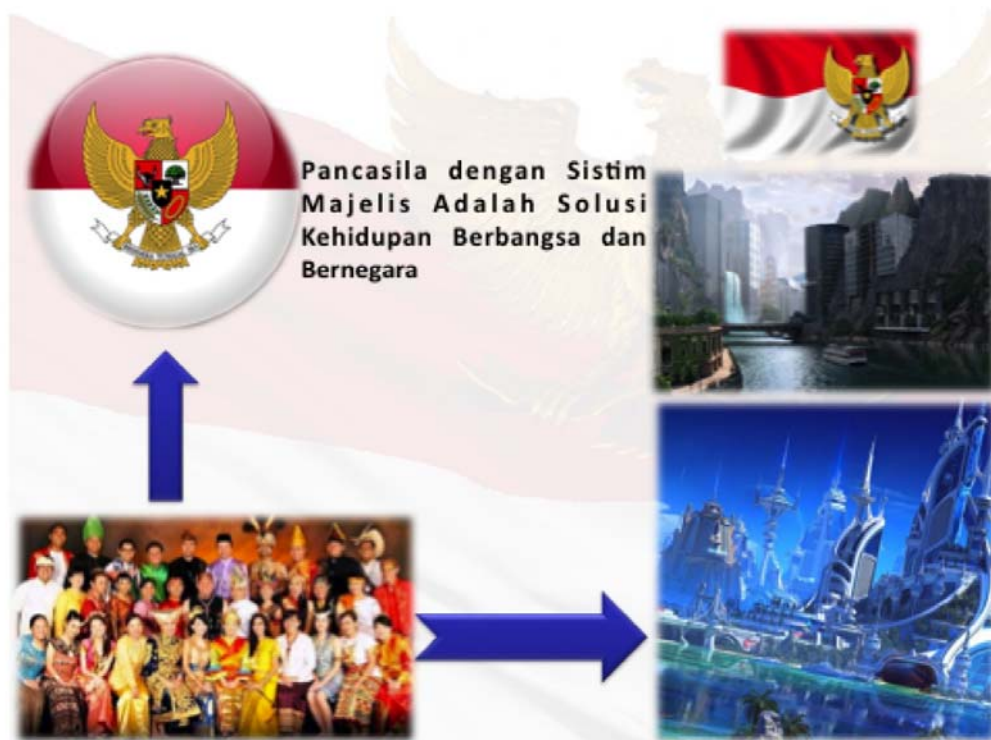 Pancasila dengan Sistim
Majelis Adalah Solusi
Kehidupan Berbangsa dan
Bernegara